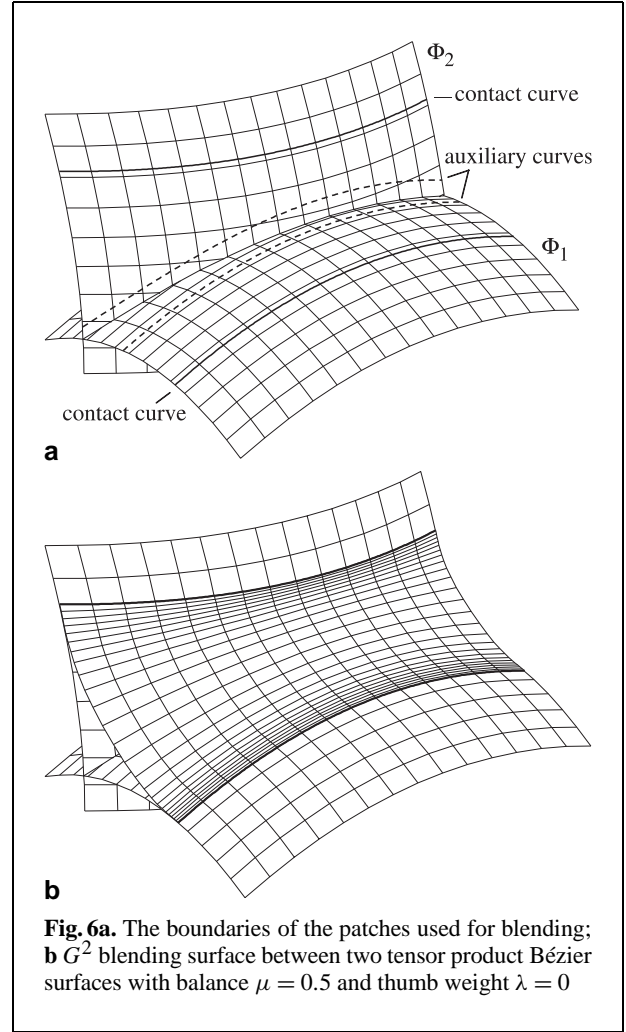 Φ2
contact curve
auxiliary curves
Φ1
contact curve
a
b
Fig. 6a. The boundaries of the patches used for blending;
b G² blending surface between two tensor product Bézier
surfaces with balance μ = 0.5 and thumb weight λ = 0